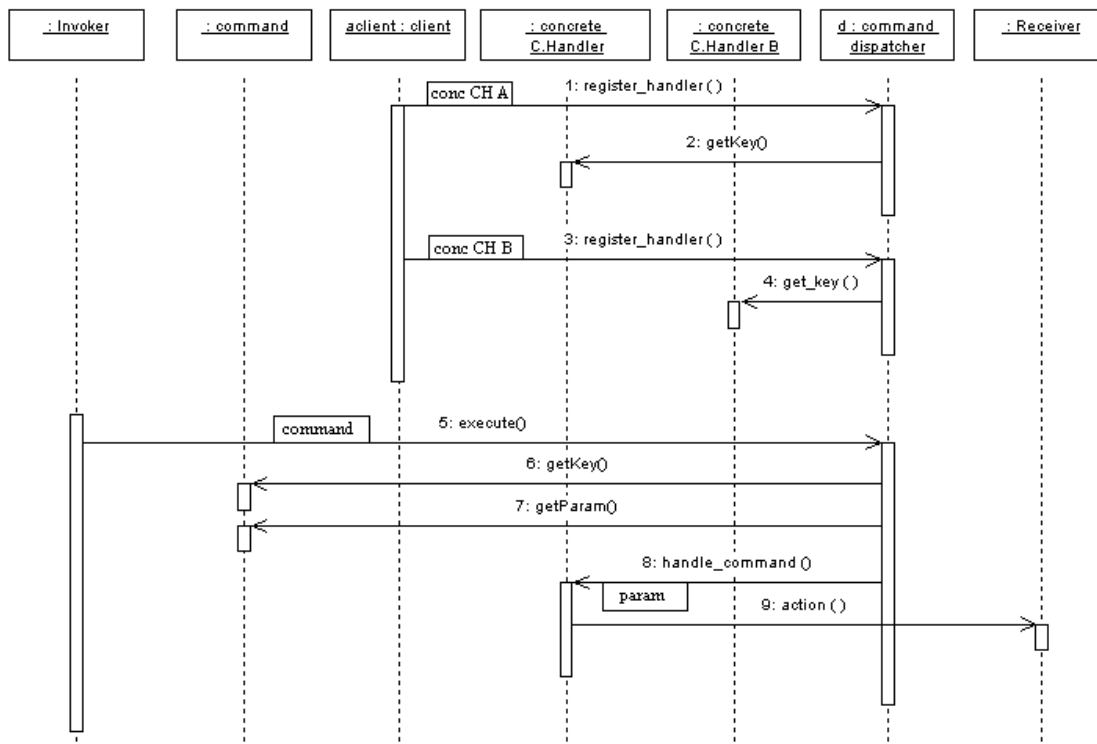 : Invoker
: command
aclient : client
: concrete
C.Handler
: concrete
C.Handler B
d : command
dispatcher
: Receiver
conc CH A
1: register_handler ( )
2: getKey()
conc CH B
3: register_handler ( )
4: get_key ( )
command
5: execute()
6: getKey()
7: getParam()
8: handle_command ()
param
9: action ( )